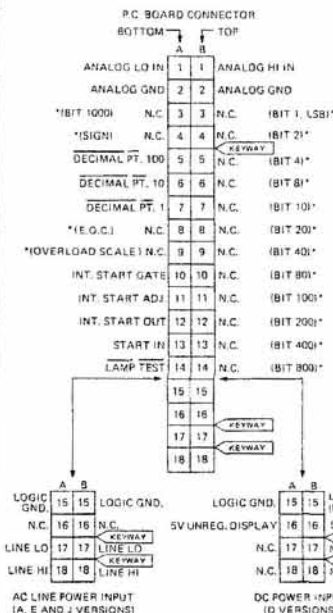 P.C. BOARD CONNECTOR
BOTTOM A B TOP
ANALOG LO IN 1 1 ANALOG HI IN
ANALOG GND 2 2 ANALOG GND
*(BIT 1000) N.C. 3 3 N.C. (BIT 1, LSB)*
*(SIGN) N.C. 4 4 N.C. (BIT 2)*
KEYWAY
DECIMAL PT. 100 5 5 N.C. (BIT 4)*
DECIMAL PT. 10 6 6 N.C. (BIT 8)*
DECIMAL PT. 1 7 7 N.C. (BIT 10)*
*(E.O.C.) N.C. 8 8 N.C. (BIT 20)*
*(OVERLOAD SCALE) N.C. 9 9 N.C. (BIT 40)*
INT. START GATE 10 10 N.C. (BIT 80)*
INT. START ADJ. 11 11 N.C. (BIT 100)*
INT. START OUT 12 12 N.C. (BIT 200)*
START IN 13 13 N.C. (BIT 400)*
LAMP TEST 14 14 N.C. (BIT 800)*
15 15
16 16
KEYWAY
17 17
KEYWAY
18 18
A B
LOGIC GND. 15 15 LOGIC GND.
N.C. 16 16 N.C.
KEYWAY
LINE LO 17 17 LINE LO
KEYWAY
LINE HI 18 18 LINE HI
AC LINE POWER INPUT
(A, E AND J VERSIONS)
A B
LOGIC GND. 15 15
5V UNREG. DISPLAY 16 16
N.C. 17 17
N.C. 18 18
DC POWER
(D VERSIONS)